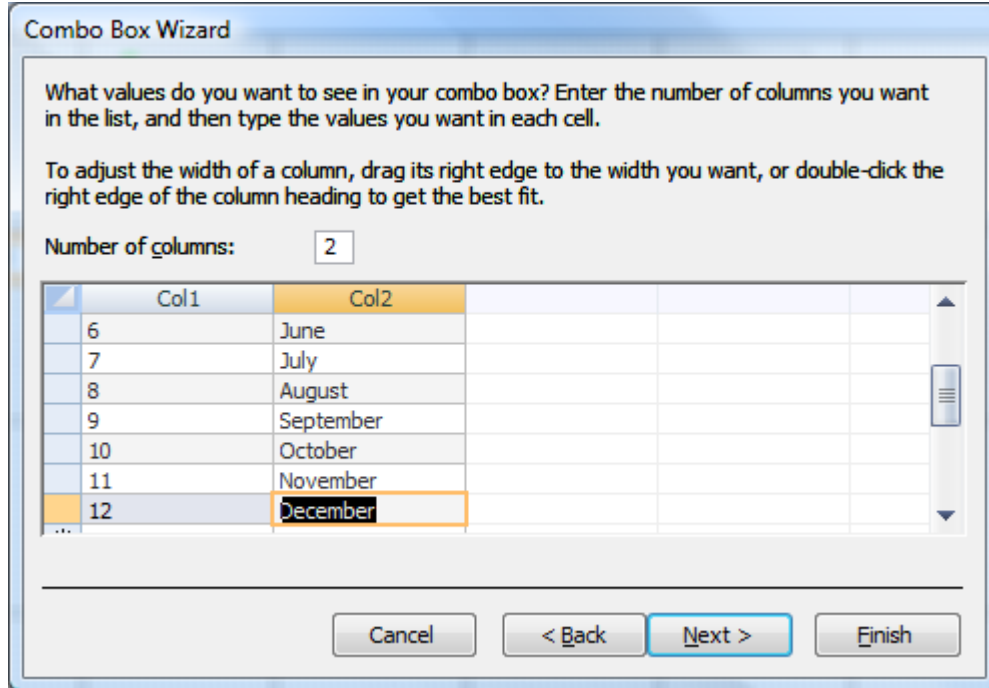 Combo Box Wizard
What values do you want to see in your combo box? Enter the number of columns you want
in the list, and then type the values you want in each cell.
To adjust the width of a column, drag its right edge to the width you want, or double-click the
right edge of the column heading to get the best fit.
Number of columns: 2
Col1 Col2
6 June
7 July
8 August
9 September
10 October
11 November
12 December
Cancel < Back Next > Finish